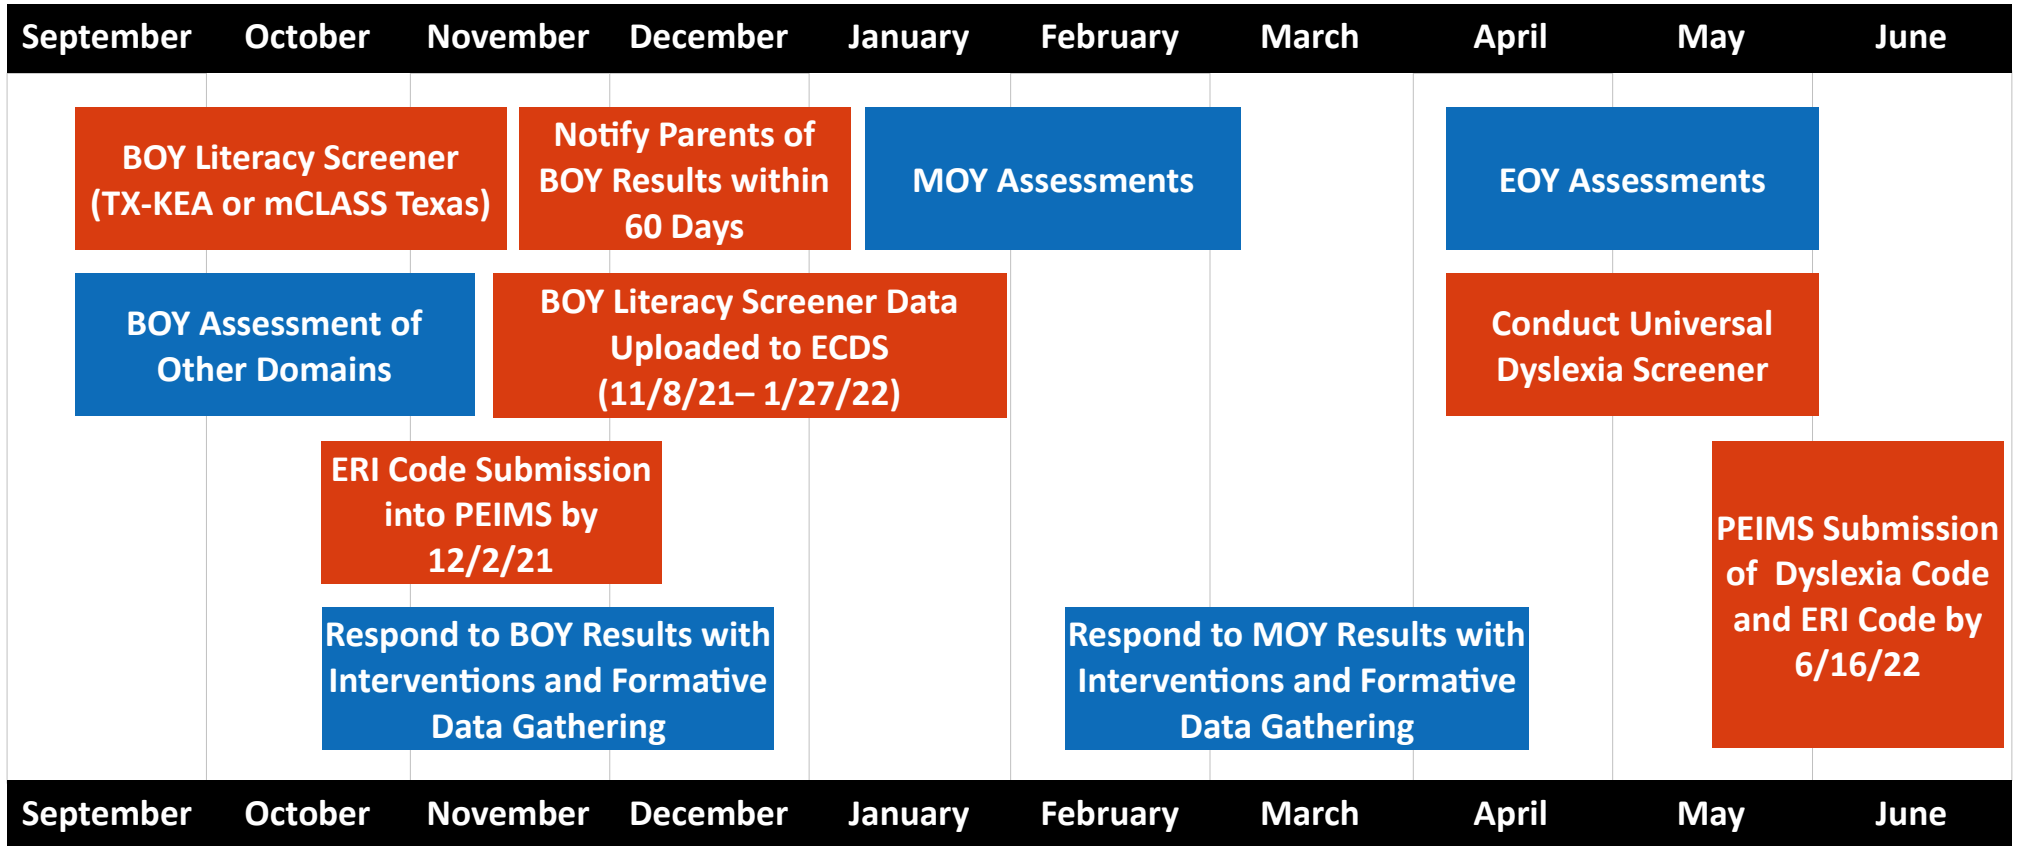 September October November December January February March April May June
BOY Literacy Screener
(TX-KEA or mCLASS Texas)
Notify Parents of
BOY Results within
60 Days
MOY Assessments
EOY Assessments
BOY Assessment of
Other Domains
BOY Literacy Screener Data
Uploaded to ECDS
(11/8/21– 1/27/22)
Conduct Universal
Dyslexia Screener
ERI Code Submission
into PEIMS by
12/2/21
PEIMS Submission
of Dyslexia Code
and ERI Code by
6/16/22
Respond to BOY Results with
Interventions and Formative
Data Gathering
Respond to MOY Results with
Interventions and Formative
Data Gathering
September October November December January February March April May June